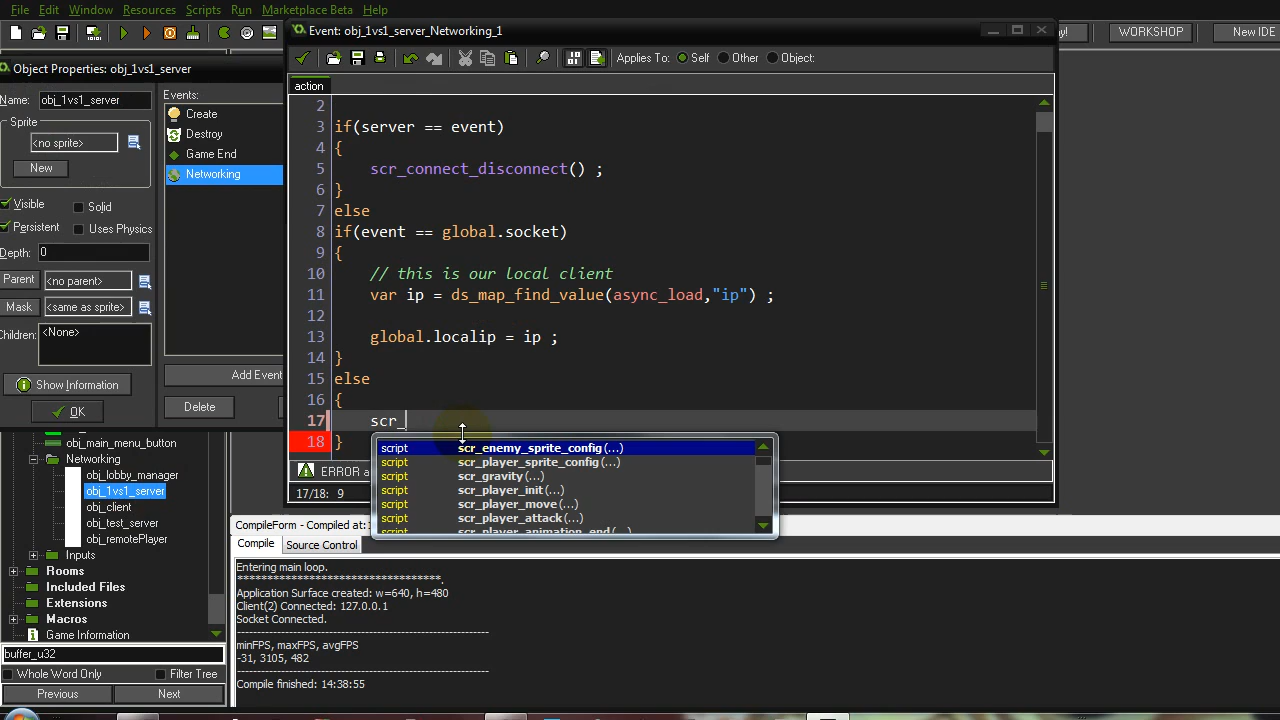 File Edit Window Resources Scripts Run Marketplace Beta Help
Event: obj_1vs1_server_Networking_1
WORKSHOP
New IDE
Applies To: Self Other Object:
action
Object Properties: obj_1vs1_server
Name: obj_1vs1_server
Sprite
<no sprite>
New
Visible Solid
Persistent Uses Physics
Depth: 0
Parent <no parent>
Mask <same as sprite>
Children: <None>
Show Information
OK
Events:
Create
Destroy
Game End
Networking
Add Event
Delete
2
3 if(server == event)
4 {
5 scr_connect_disconnect() ;
6 }
7 else
8 if(event == global.socket)
9 {
10 // this is our local client
11 var ip = ds_map_find_value(async_load,"ip") ;
12
13 global.localip = ip ;
14 }
15 else
16 {
17 scr_
18 }
script scr_enemy_sprite_config(...)
script scr_player_sprite_config(...)
script scr_gravity(...)
script scr_player_init(...)
script scr_player_move(...)
script scr_player_attack(...)
script scr_player_animation_end(...)
ERROR
17/18: 9
obj_main_menu_button
Networking
obj_lobby_manager
obj_1vs1_server
obj_client
obj_test_server
obj_remotePlayer
Inputs
Rooms
Included Files
Extensions
Macros
Game Information
buffer_u32
Whole Word Only Filter Tree
Previous Next
CompileForm - Compiled at:
Compile Source Control
Entering main loop.
***********************************.
Application Surface created: w=640, h=480
Client(2) Connected: 127.0.0.1
Socket Connected.
---------------------------------------------------------------
minFPS, maxFPS, avgFPS
-31, 3105, 482
---------------------------------------------------------------
Compile finished: 14:38:55